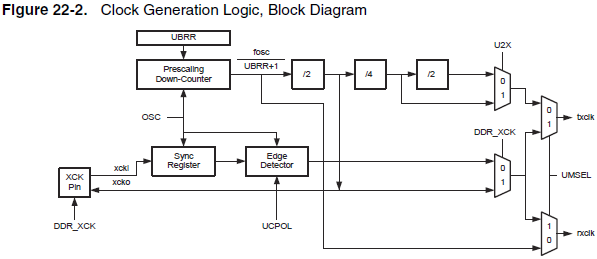 Figure 22-2. Clock Generation Logic, Block Diagram
UBRR
fosc
U2X
Prescaling
Down-Counter
UBRR+1
/2
/4
/2
0
1
OSC
0
1
txclk
DDR_XCK
Sync
Register
Edge
Detector
xcki
xcko
XCK
Pin
0
1
UMSEL
DDR_XCK
UCPOL
1
0
rxclk